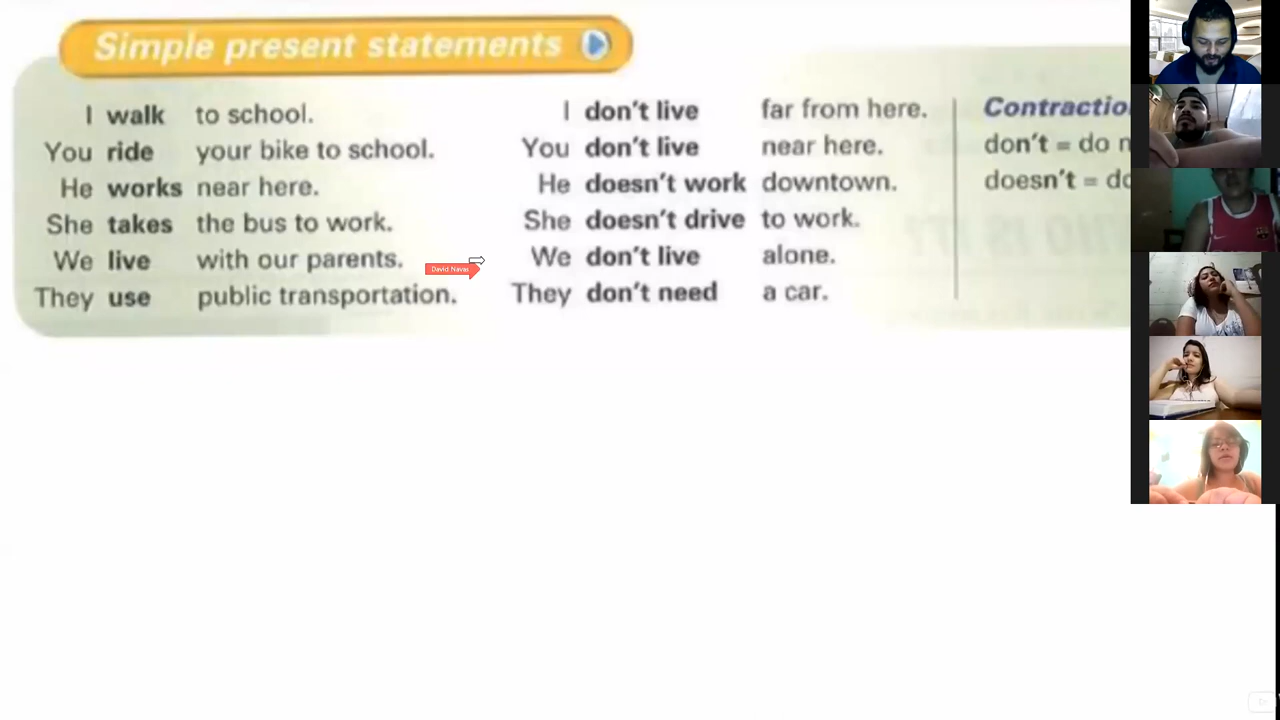 Simple present statements
I walk to school.
You ride your bike to school.
He works near here.
She takes the bus to work.
We live with our parents.
They use public transportation.
I don't live far from here.
You don't live near here.
He doesn't work downtown.
She doesn't drive to work.
We don't live alone.
They don't need a car.
don't = do
doesn't =
David